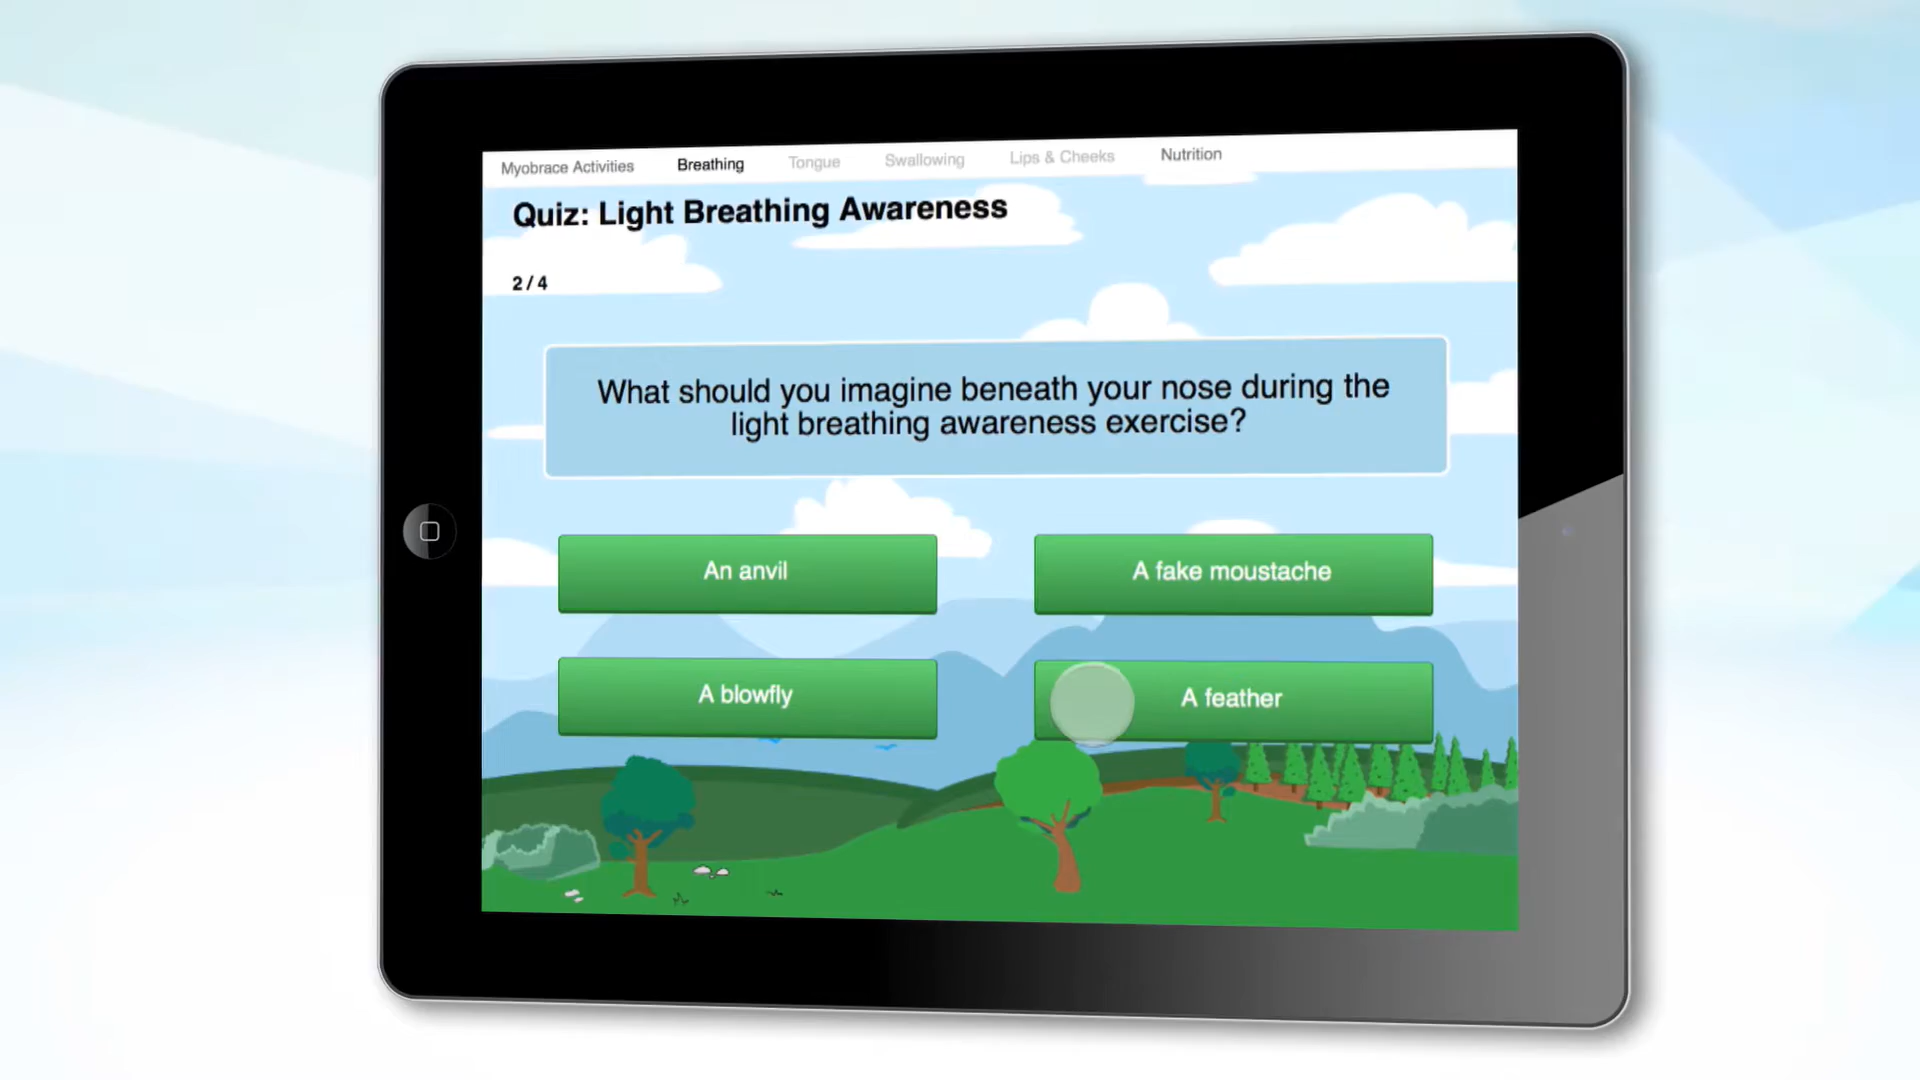 Myobrace Activities Breathing Tongue Swallowing Lips & Cheeks Nutrition
Quiz: Light Breathing Awareness
2 / 4
What should you imagine beneath your nose during the
light breathing awareness exercise?
An anvil
A fake moustache
A blowfly
A feather